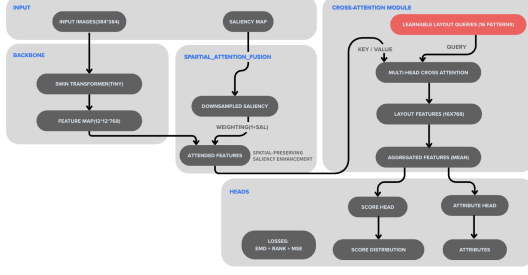 INPUT
INPUT IMAGES(384*384)
SALIENCY MAP
BACKBONE
SWIN TRANSFORMER(TINY)
FEATURE MAP(12*12*768)
SPARTIAL_ATTENTION_FUSION
DOWNSAMPLED SALIENCY
WEIGHTING(1+SAL)
ATTENDED FEATURES
SPATIAL-PRESERVING
SALIENCY ENHANCEMENT
CROSS-ATTENTION MODULE
LEARNABLE LAYOUT QUERIES (16 PATTERNS)
KEY / VALUE
QUERY
MULTI-HEAD CROSS ATTENTION
LAYOUT FEATURES (16X768)
AGGREGATED FEATURES (MEAN)
HEADS
SCORE HEAD
ATTRIBUTE HEAD
LOSSES:
EMD + RANK + MSE
SCORE DISTRIBUTION
ATTRIBUTES